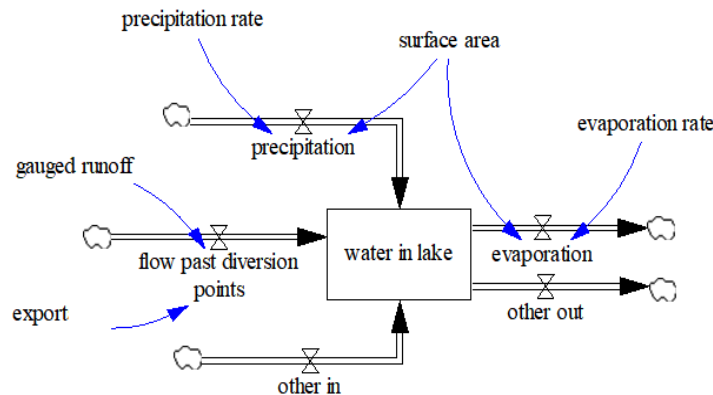 precipitation rate
surface area
precipitation
evaporation rate
gauged runoff
flow past diversion
points
water in lake
evaporation
export
other out
other in